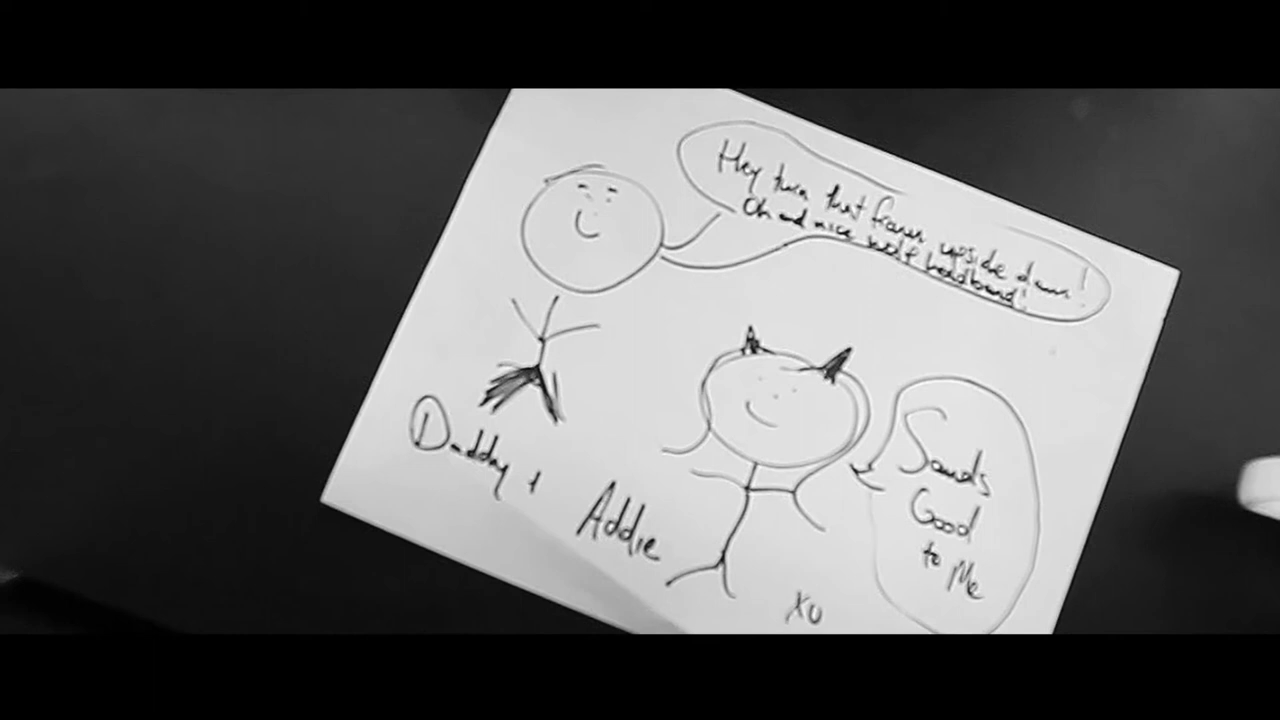 Hey turn that frown upside down!
Oh and nice wolf headband!
Daddy + Addie
Sounds
Good
to Me
XO